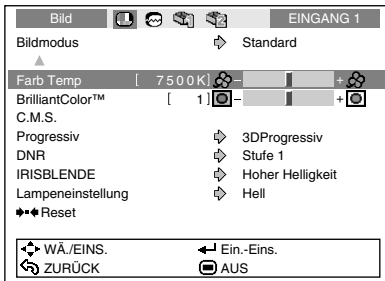 Bild EINGANG 1
Bildmodus Standard
Farb Temp [ 7500K] - +
BrilliantColor™ [ 1] - +
C.M.S.
Progressiv 3DProgressiv
DNR Stufe 1
IRISBLENDE Hoher Helligkeit
Lampeneinstellung Hell
Reset
WÄ./EINS. Ein.-Eins.
ZURÜCK AUS